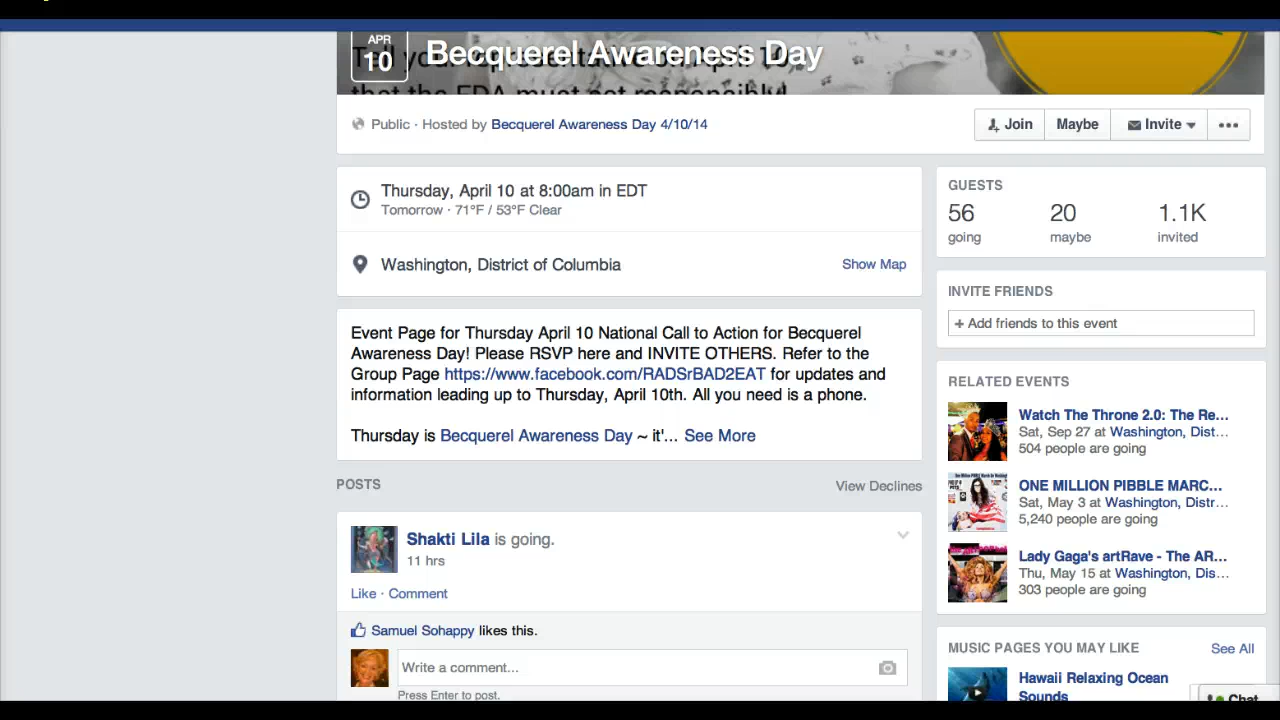 APR
10
Becquerel Awareness Day
that the FDA must act responsibly!
Public · Hosted by Becquerel Awareness Day 4/10/14
Join
Maybe
Invite
Thursday, April 10 at 8:00am in EDT
Tomorrow · 71°F / 53°F Clear
Washington, District of Columbia
Show Map
Event Page for Thursday April 10 National Call to Action for Becquerel
Awareness Day! Please RSVP here and INVITE OTHERS. Refer to the
Group Page https://www.facebook.com/RADSrBAD2EAT for updates and
information leading up to Thursday, April 10th. All you need is a phone.
Thursday is Becquerel Awareness Day ~ it'... See More
POSTS
View Declines
Shakti Lila is going.
11 hrs
Like · Comment
Samuel Sohappy likes this.
Write a comment...
Press Enter to post.
GUESTS
56 20 1.1K
going maybe invited
INVITE FRIENDS
+ Add friends to this event
RELATED EVENTS
Watch The Throne 2.0: The Re...
Sat, Sep 27 at Washington, Dist...
504 people are going
ONE MILLION PIBBLE MARC...
Sat, May 3 at Washington, Distr...
5,240 people are going
Lady Gaga's artRave - The AR...
Thu, May 15 at Washington, Dis...
303 people are going
MUSIC PAGES YOU MAY LIKE
See All
Hawaii Relaxing Ocean
Sounds
Chat